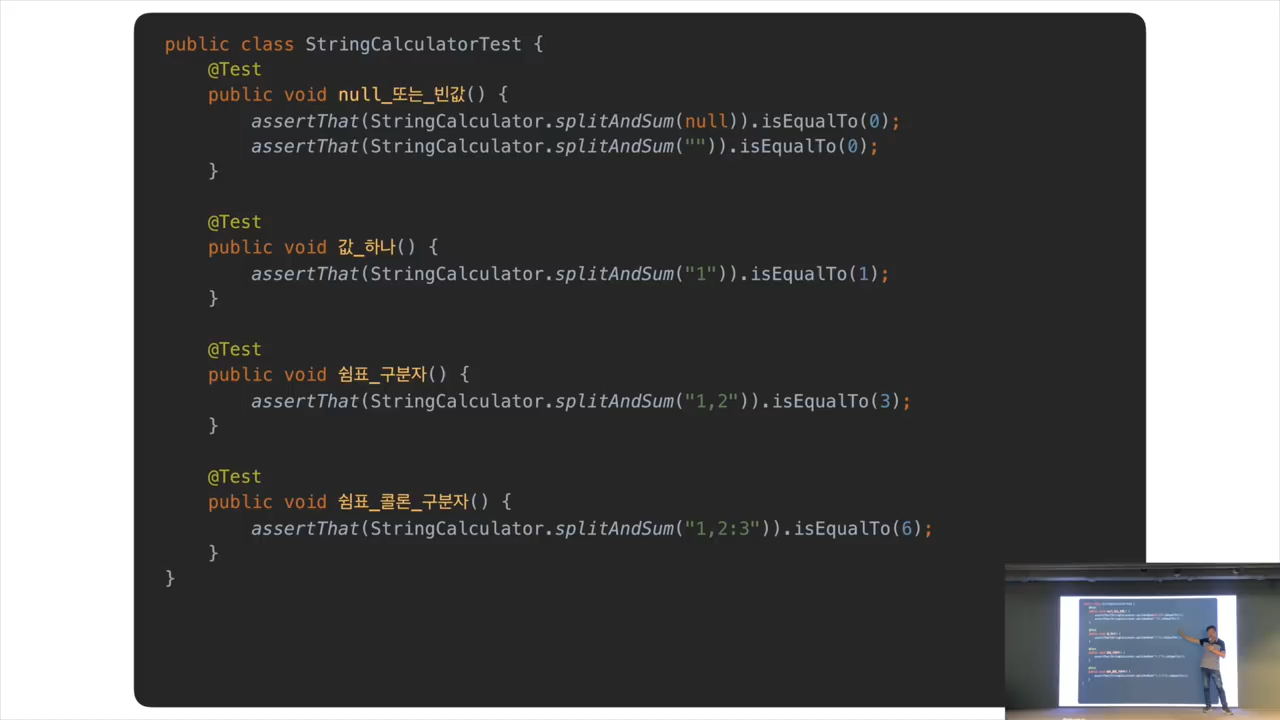 public class StringCalculatorTest {
@Test
public void null_또는_빈값() {
assertThat(StringCalculator.splitAndSum(null)).isEqualTo(0);
assertThat(StringCalculator.splitAndSum("")).isEqualTo(0);
}
@Test
public void 값_하나() {
assertThat(StringCalculator.splitAndSum("1")).isEqualTo(1);
}
@Test
public void 쉼표_구분자() {
assertThat(StringCalculator.splitAndSum("1,2")).isEqualTo(3);
}
@Test
public void 쉼표_콜론_구분자() {
assertThat(StringCalculator.splitAndSum("1,2:3")).isEqualTo(6);
}
}